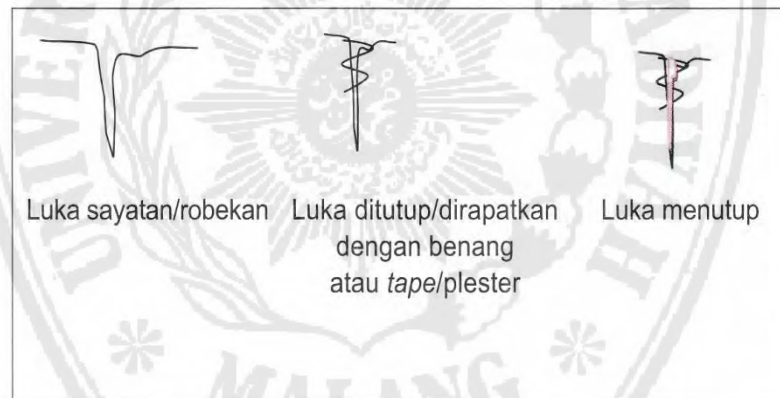 Luka sayatan/robekan
Luka ditutup/dirapatkan
dengan benang
atau tape/plester
Luka menutup
MALANG